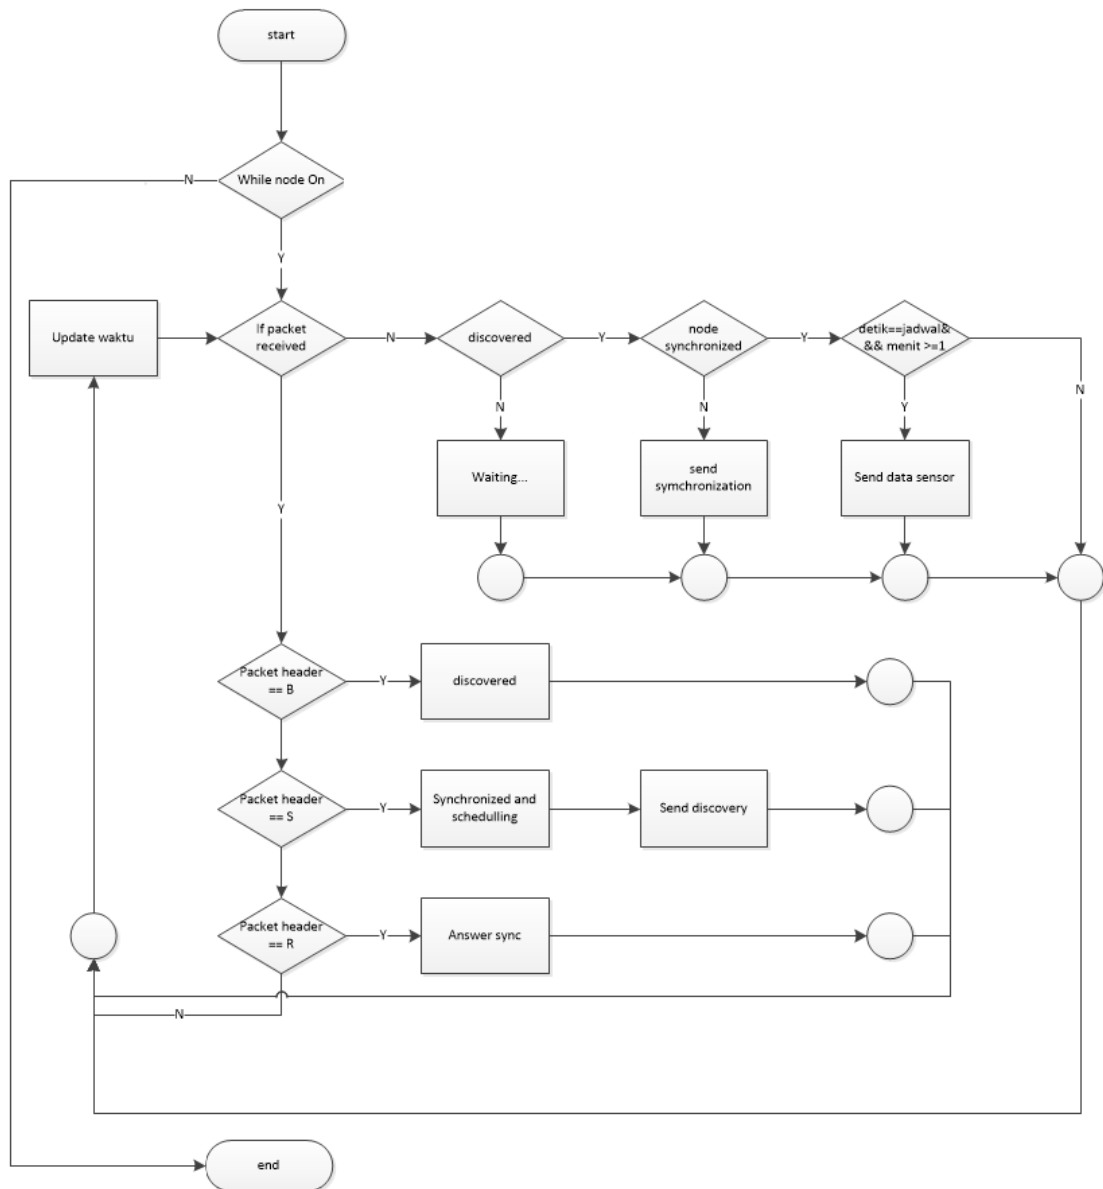 start
While node On
N
Y
Update waktu
If packet
received
N
discovered
Y
node
synchronized
Y
detik==jadwal&
&& menit >=1
N
N
N
Y
Waiting...
send
symchronization
Send data sensor
Y
Packet header
== B
Y
discovered
Packet header
== S
Y
Synchronized and
schedulling
Send discovery
Packet header
== R
Y
Answer sync
N
end